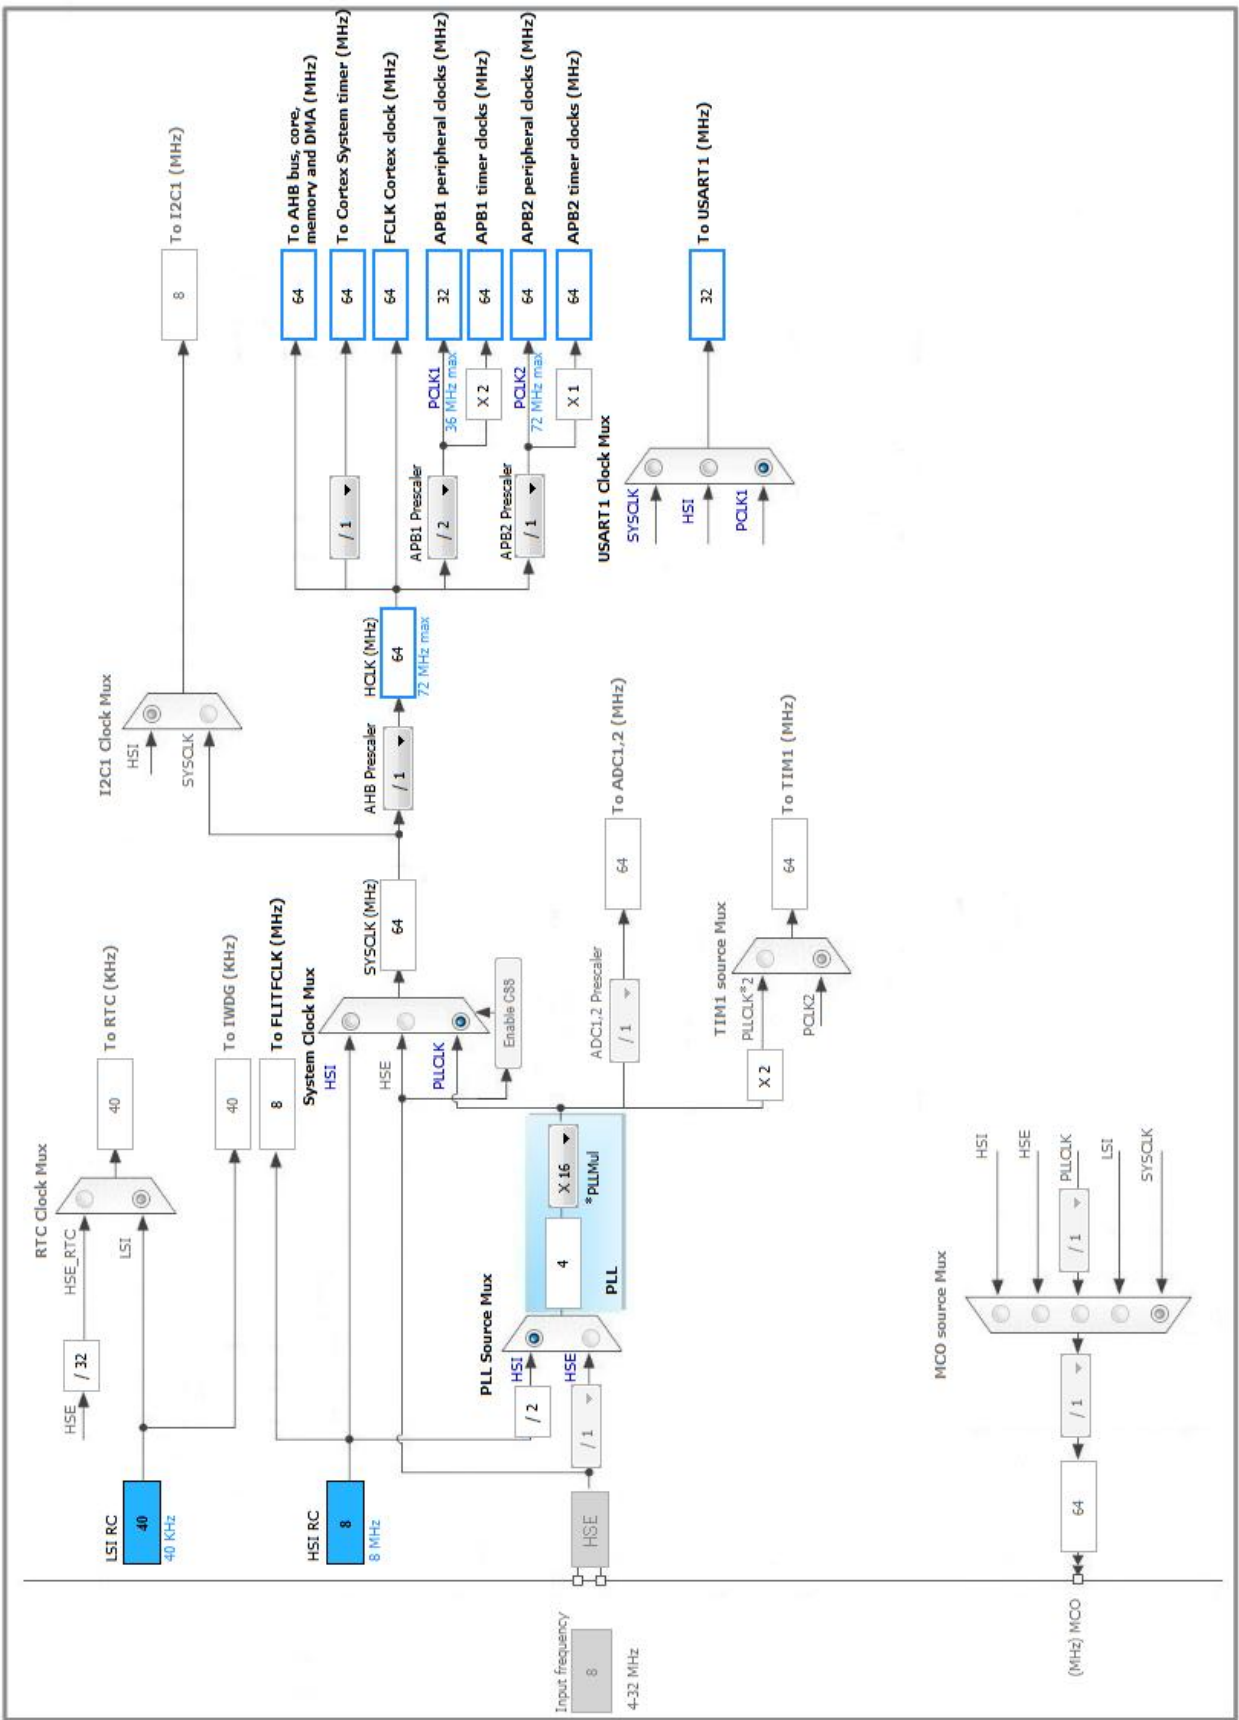 RTC Clock Mux
HSE
/ 32
HSE_RTC
LSI
40
To RTC (KHz)
LSI RC
40
40 KHz
40
To IWDG (KHz)
HSI RC
8
8 MHz
8
To FLITFCLK (MHz)
System Clock Mux
HSI
HSE
PLLCLK
Enable CSS
SYSCLK (MHz)
64
I2C1 Clock Mux
HSI
SYSCLK
8
To I2C1 (MHz)
AHB Prescaler
/ 1
HCLK (MHz)
64
72 MHz max
64
To AHB bus, core,
memory and DMA (MHz)
/ 1
64
To Cortex System timer (MHz)
64
FCLK Cortex clock (MHz)
APB1 Prescaler
/ 2
PCLK1
36 MHz max
32
APB1 peripheral clocks (MHz)
X 2
64
APB1 timer clocks (MHz)
APB2 Prescaler
/ 1
PCLK2
72 MHz max
64
APB2 peripheral clocks (MHz)
X 1
64
APB2 timer clocks (MHz)
PLL Source Mux
/ 2
HSI
HSE
/ 1
4
X 16
*PLLMul
PLL
Input frequency
8
4-32 MHz
HSE
ADC1,2 Prescaler
/ 1
64
To ADC1,2 (MHz)
USART1 Clock Mux
SYSCLK
HSI
PCLK1
32
To USART1 (MHz)
TIM1 source Mux
X 2
PLLCLK*2
PCLK2
64
To TIM1 (MHz)
MCO source Mux
(MHz) MCO
64
/ 1
HSI
HSE
/ 1
PLLCLK
LSI
SYSCLK